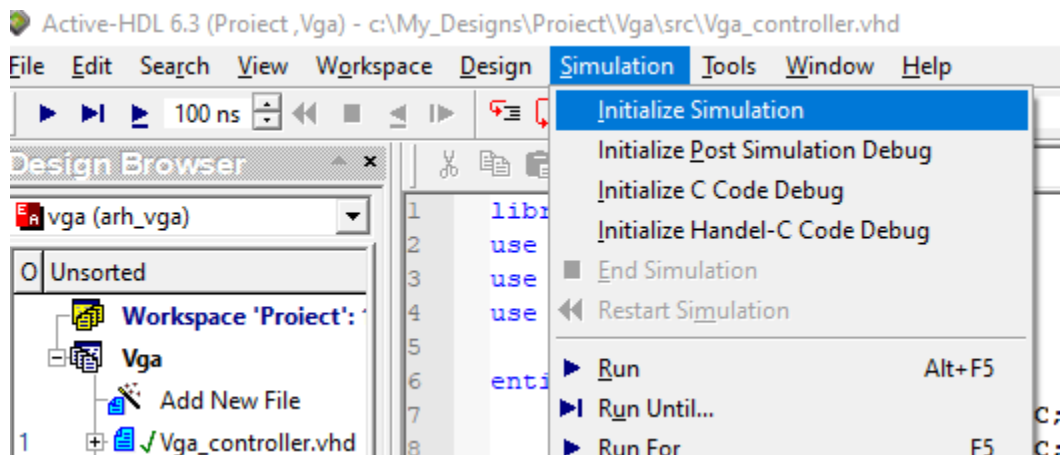 Active-HDL 6.3 (Proiect ,Vga) - c:\My_Designs\Proiect\Vga\src\Vga_controller.vhd
File Edit Search View Workspace Design Simulation Tools Window Help
100 ns
Initialize Simulation
Initialize Post Simulation Debug
Initialize C Code Debug
Initialize Handel-C Code Debug
End Simulation
Restart Simulation
Run Alt+F5
Run Until...
Run For F5
Design Browser
vga (arh_vga)
O Unsorted
Workspace 'Proiect':
Vga
Add New File
1 Vga_controller.vhd
1 libr
2 use
3 use
4 use
5
6 enti
7 C;
8 C;